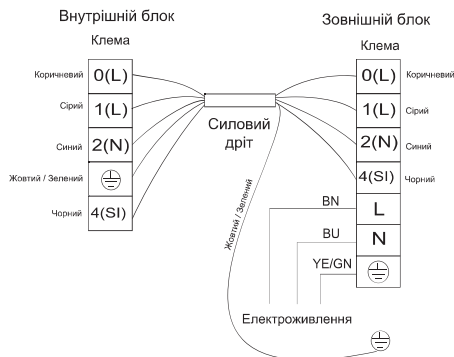 Внутрішній блок
Клема
Коричневий
0(L)
Сірий
1(L)
Синий
2(N)
Жовтий / Зелений
Чорний
4(SI)
Силовий
дріт
Жовтий / Зелений
Зовнішній блок
Клема
0(L)
Коричневий
1(L)
Сірий
2(N)
Синий
4(SI)
Чорний
BN
L
BU
N
YE/GN
Електроживлення